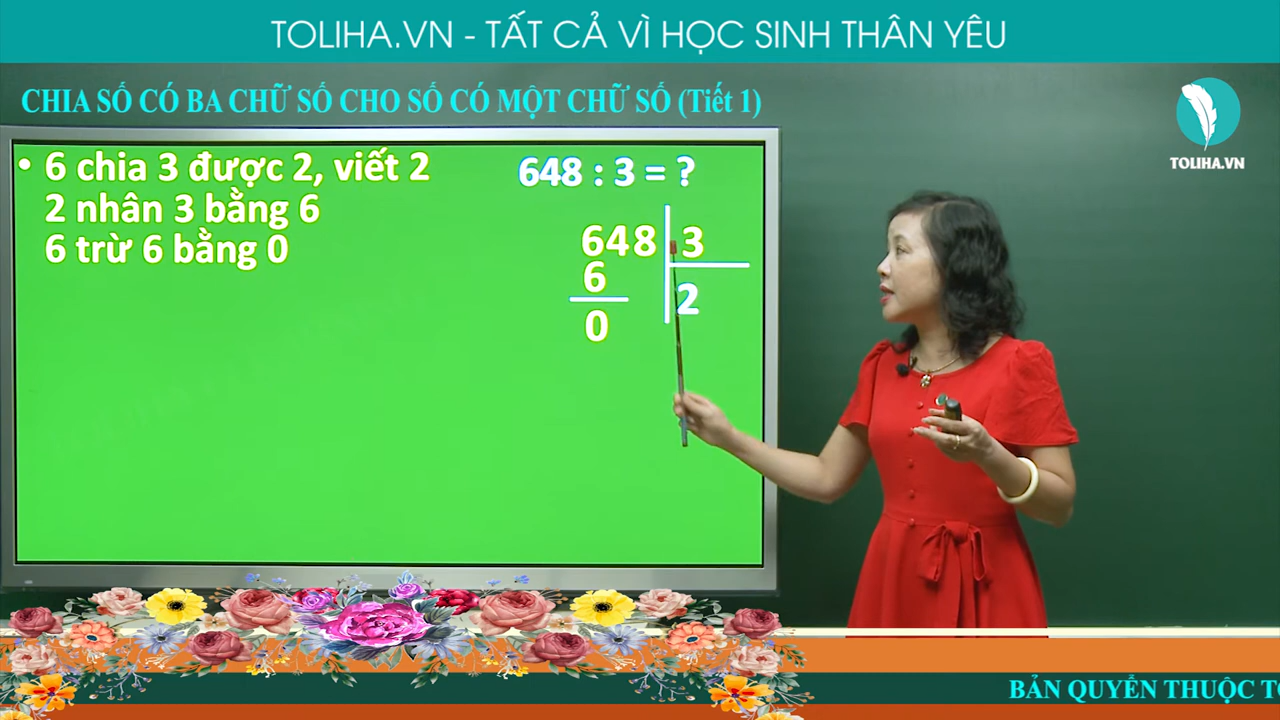 TOLIHA.VN - TẤT CẢ VÌ HỌC SINH THÂN YÊU
CHIA SỐ CÓ BA CHỮ SỐ CHO SỐ CÓ MỘT CHỮ SỐ (Tiết 1)
TOLIHA.VN
• 6 chia 3 được 2, viết 2
2 nhân 3 bằng 6
6 trừ 6 bằng 0
648 : 3 = ?
648 3
6 2
0
BẢN QUYỀN THUỘC